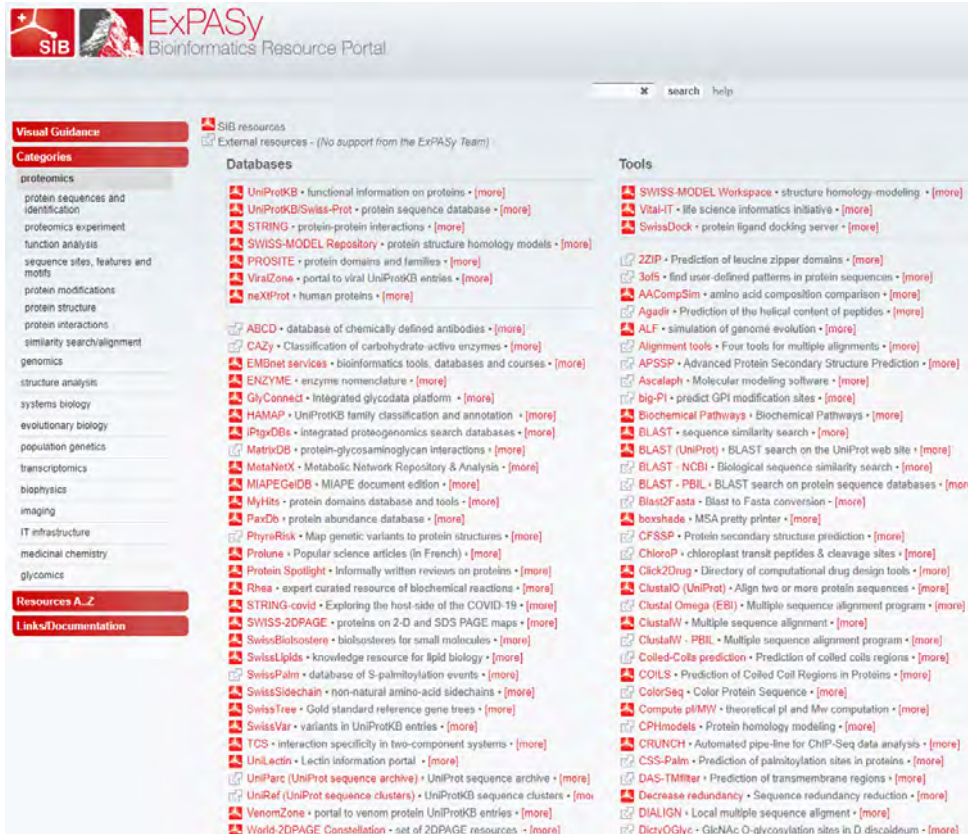 SIB
ExPASy
Bioinformatics Resource Portal
search help
Visual Guidance
Categories
proteomics
protein sequences and
identification
proteomics experiment
function analysis
sequence sites, features and
motifs
protein modifications
protein structure
protein interactions
similarity search/alignment
genomics
structure analysis
systems biology
evolutionary biology
population genetics
transcriptomics
biophysics
imaging
IT infrastructure
medicinal chemistry
glycomics
Resources A..Z
Links/Documentation
SIB resources
External resources - (No support from the ExPASy Team)
Databases
UniProtKB • functional information on proteins • [more]
UniProtKB/Swiss-Prot • protein sequence database • [more]
STRING • protein-protein interactions • [more]
SWISS-MODEL Repository • protein structure homology models • [more]
PROSITE • protein domains and families • [more]
ViralZone • portal to viral UniProtKB entries • [more]
neXtProt • human proteins • [more]
ABCD • database of chemically defined antibodies • [more]
CAZy • Classification of carbohydrate-active enzymes • [more]
EMBnet services • bioinformatics tools, databases and courses • [more]
ENZYME • enzyme nomenclature • [more]
GlyConnect • Integrated glycodata platform • [more]
HAMAP • UniProtKB family classification and annotation • [more]
iPtgxDBs • integrated proteogenomics search databases • [more]
MatrixDB • protein-glycosaminoglycan interactions • [more]
MetaNetX • Metabolic Network Repository & Analysis • [more]
MIAPEGelDB • MIAPE document edition • [more]
MyHits • protein domains database and tools • [more]
PaxDb • protein abundance database • [more]
PhyreRisk • Map genetic variants to protein structures • [more]
Prolune • Popular science articles (in French) • [more]
Protein Spotlight • Informally written reviews on proteins • [more]
Rhea • expert curated resource of biochemical reactions • [more]
STRING-covid • Exploring the host-side of the COVID-19 • [more]
SWISS-2DPAGE • proteins on 2-D and SDS PAGE maps • [more]
SwissBioisostere • bioisosteres for small molecules • [more]
SwissLipids • knowledge resource for lipid biology • [more]
SwissPalm • database of S-palmitoylation events • [more]
SwissSidechain • non-natural amino-acid sidechains • [more]
SwissTree • Gold standard reference gene trees • [more]
SwissVar • variants in UniProtKB entries • [more]
TCS • interaction specificity in two-component systems • [more]
UniLectin • Lectin information portal • [more]
UniParc (UniProt sequence archive) • UniProt sequence archive • [more]
UniRef (UniProt sequence clusters) • UniProtKB sequence clusters • [mo
VenomZone • portal to venom protein UniProtKB entries • [more]
World-2DPAGE Constellation • set of 2DPAGE resources • [more]
Tools
SWISS-MODEL Workspace • structure homology-modeling • [more]
Vital-IT • life science informatics initiative • [more]
SwissDock • protein ligand docking server • [more]
2ZIP • Prediction of leucine zipper domains • [more]
3of5 • find user-defined patterns in protein sequences • [more]
AACompSim • amino acid composition comparison • [more]
Agadir • Prediction of the helical content of peptides • [more]
ALF • simulation of genome evolution • [more]
Alignment tools • Four tools for multiple alignments • [more]
APSSP • Advanced Protein Secondary Structure Prediction • [more]
Ascalaph • Molecular modeling software • [more]
big-PI • predict GPI modification sites • [more]
Biochemical Pathways • Biochemical Pathways • [more]
BLAST • sequence similarity search • [more]
BLAST (UniProt) • BLAST search on the UniProt web site • [more]
BLAST - NCBI • Biological sequence similarity search • [more]
BLAST - PBIL • BLAST search on protein sequence databases • [mor
Blast2Fasta • Blast to Fasta conversion • [more]
boxshade • MSA pretty printer • [more]
CFSSP • Protein secondary structure prediction • [more]
ChloroP • chloroplast transit peptides & cleavage sites • [more]
Click2Drug • Directory of computational drug design tools • [more]
ClustalO (UniProt) • Align two or more protein sequences • [more]
Clustal Omega (EBI) • Multiple sequence alignment program • [more]
ClustalW • Multiple sequence alignment • [more]
ClustalW - PBIL • Multiple sequence alignment program • [more]
Coiled-Coils prediction • Prediction of coiled coils regions • [more]
COILS • Prediction of Coiled Coil Regions in Proteins • [more]
ColorSeq • Color Protein Sequence • [more]
Compute pI/MW • theoretical pI and Mw computation • [more]
CPHmodels • Protein homology modeling • [more]
CRUNCH • Automated pipe-line for ChIP-Seq data analysis • [more]
CSS-Palm • Prediction of palmitoylation sites in proteins • [more]
DAS-TMfilter • Prediction of transmembrane regions • [more]
Decrease redundancy • Sequence redundancy reduction • [more]
DIALIGN • Local multiple sequence aligment • [more]
DictyOGlyc • GlcNAc O-glycosylation sites in D.discoideum • [more]